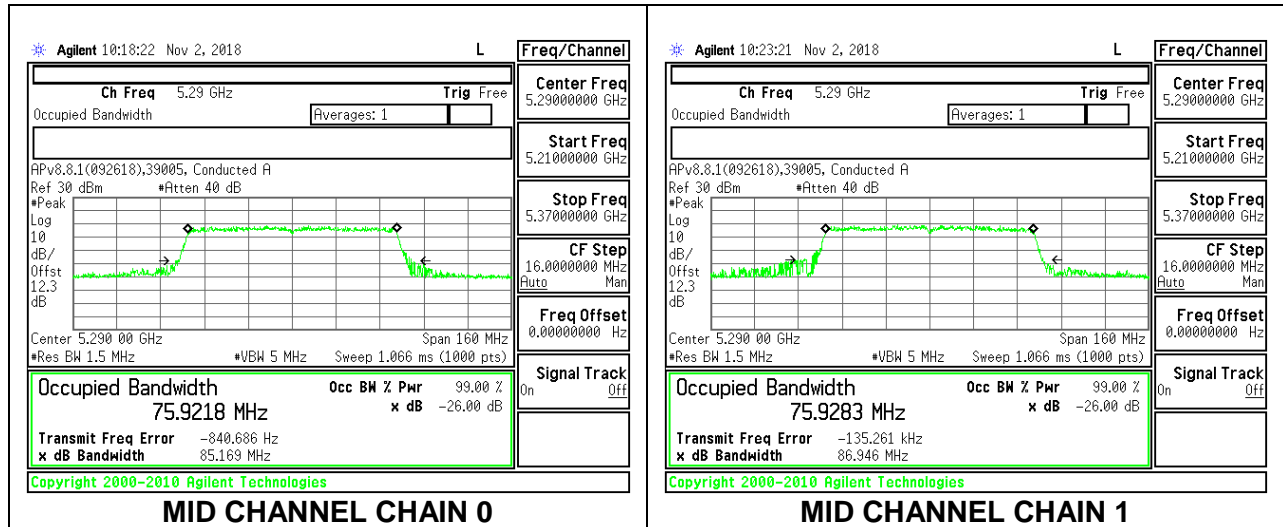 Agilent 10:18:22 Nov 2, 2018 L Freq/Channel
Ch Freq 5.29 GHz Trig Free
Occupied Bandwidth Averages: 1
Center Freq
5.29000000 GHz
Start Freq
5.21000000 GHz
Stop Freq
5.37000000 GHz
CF Step
16.0000000 MHz
Auto Man
Freq Offset
0.00000000 Hz
Signal Track
On Off
APv8.8.1(092618),39005, Conducted A
Ref 30 dBm #Atten 40 dB
#Peak
Log
10
dB/
Offst
12.3
dB
Center 5.290 00 GHz Span 160 MHz
#Res BW 1.5 MHz #VBW 5 MHz Sweep 1.066 ms (1000 pts)
Occupied Bandwidth Occ BW % Pwr 99.00 %
75.9218 MHz x dB -26.00 dB
Transmit Freq Error -840.686 Hz
x dB Bandwidth 85.169 MHz
Copyright 2000-2010 Agilent Technologies
MID CHANNEL CHAIN 0
Agilent 10:23:21 Nov 2, 2018 L Freq/Channel
Ch Freq 5.29 GHz Trig Free
Occupied Bandwidth Averages: 1
Center Freq
5.29000000 GHz
Start Freq
5.21000000 GHz
Stop Freq
5.37000000 GHz
CF Step
16.0000000 MHz
Auto Man
Freq Offset
0.00000000 Hz
Signal Track
On Off
APv8.8.1(092618),39005, Conducted A
Ref 30 dBm #Atten 40 dB
#Peak
Log
10
dB/
Offst
12.3
dB
Center 5.290 00 GHz Span 160 MHz
#Res BW 1.5 MHz #VBW 5 MHz Sweep 1.066 ms (1000 pts)
Occupied Bandwidth Occ BW % Pwr 99.00 %
75.9283 MHz x dB -26.00 dB
Transmit Freq Error -135.261 kHz
x dB Bandwidth 86.946 MHz
Copyright 2000-2010 Agilent Technologies
MID CHANNEL CHAIN 1